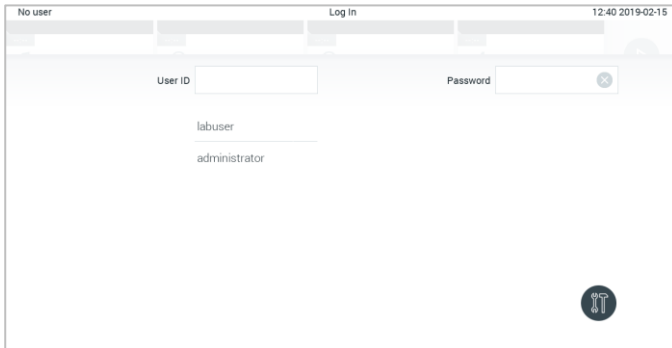 No user Log In 12:40 2019-02-15
User ID Password
labuser
administrator